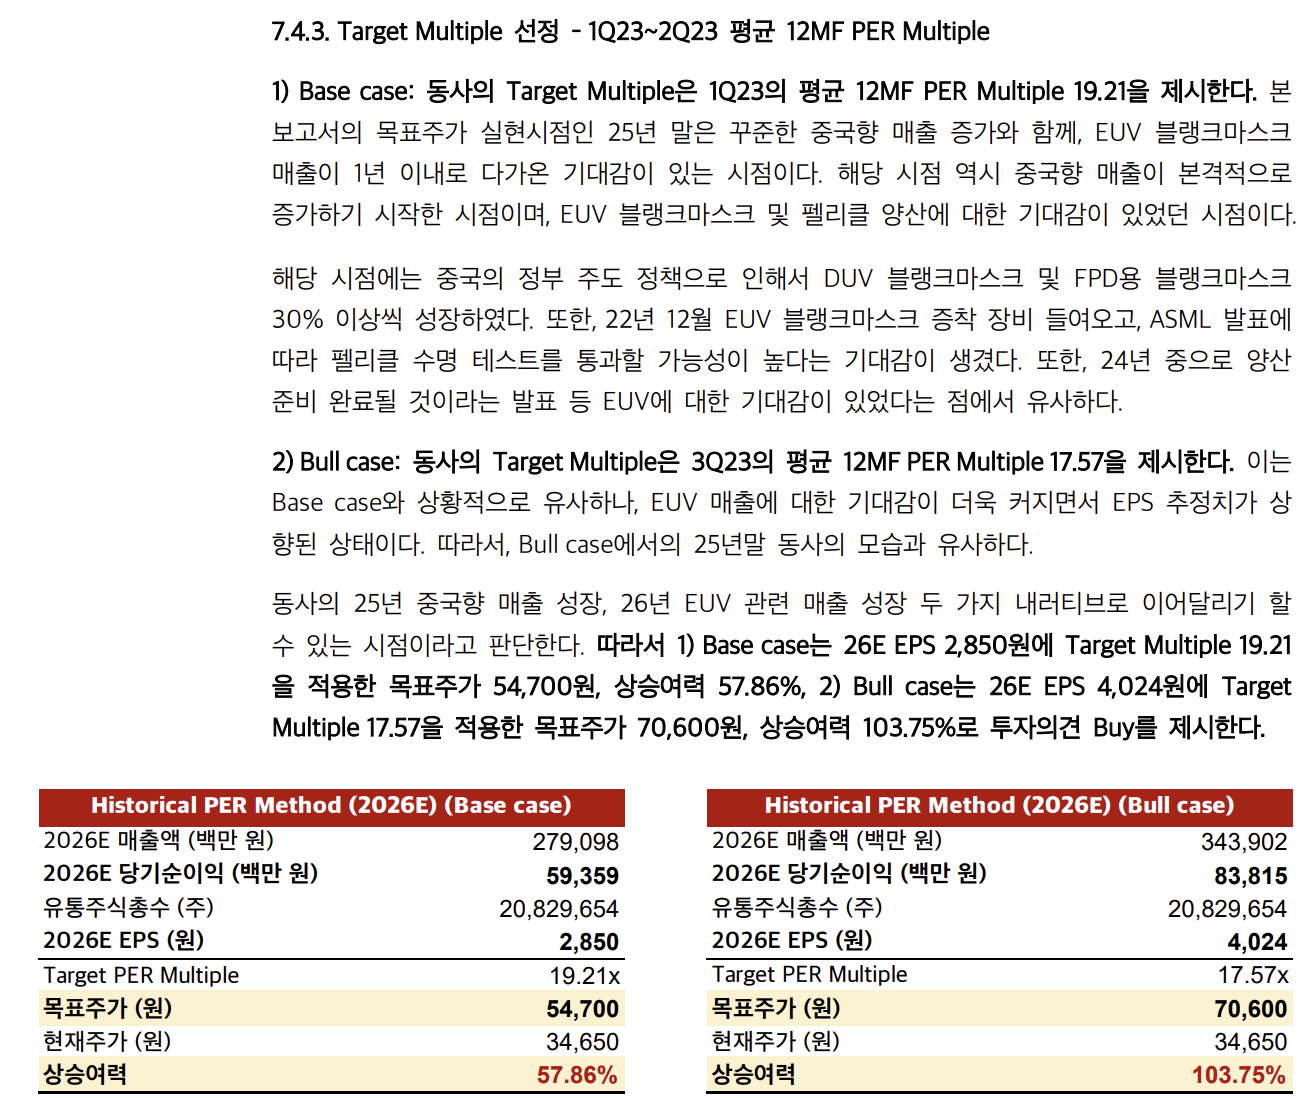 7.4.3. Target Multiple 선정 - 1Q23~2Q23 평균 12MF PER Multiple
1) Base case: 동사의 Target Multiple은 1Q23의 평균 12MF PER Multiple 19.21을 제시한다. 본
보고서의 목표주가 실현시점인 25년 말은 꾸준한 중국향 매출 증가와 함께, EUV 블랭크마스크
매출이 1년 이내로 다가온 기대감이 있는 시점이다. 해당 시점 역시 중국향 매출이 본격적으로
증가하기 시작한 시점이며, EUV 블랭크마스크 및 펠리클 양산에 대한 기대감이 있었던 시점이다.
해당 시점에는 중국의 정부 주도 정책으로 인해서 DUV 블랭크마스크 및 FPD용 블랭크마스크
30% 이상씩 성장하였다. 또한, 22년 12월 EUV 블랭크마스크 증착 장비 들여오고, ASML 발표에
따라 펠리클 수명 테스트를 통과할 가능성이 높다는 기대감이 생겼다. 또한, 24년 중으로 양산
준비 완료될 것이라는 발표 등 EUV에 대한 기대감이 있었다는 점에서 유사하다.
2) Bull case: 동사의 Target Multiple은 3Q23의 평균 12MF PER Multiple 17.57을 제시한다. 이는
Base case와 상황적으로 유사하나, EUV 매출에 대한 기대감이 더욱 커지면서 EPS 추정치가 상
향된 상태이다. 따라서, Bull case에서의 25년말 동사의 모습과 유사하다.
동사의 25년 중국향 매출 성장, 26년 EUV 관련 매출 성장 두 가지 내러티브로 이어달리기 할
수 있는 시점이라고 판단한다. 따라서 1) Base case는 26E EPS 2,850원에 Target Multiple 19.21
을 적용한 목표주가 54,700원, 상승여력 57.86%, 2) Bull case는 26E EPS 4,024원에 Target
Multiple 17.57을 적용한 목표주가 70,600원, 상승여력 103.75%로 투자의견 Buy를 제시한다.
Historical PER Method (2026E) (Base case)
2026E 매출액 (백만 원) 279,098
2026E 당기순이익 (백만 원) 59,359
유통주식총수 (주) 20,829,654
2026E EPS (원) 2,850
Target PER Multiple 19.21x
목표주가 (원) 54,700
현재주가 (원) 34,650
상승여력 57.86%
Historical PER Method (2026E) (Bull case)
2026E 매출액 (백만 원) 343,902
2026E 당기순이익 (백만 원) 83,815
유통주식총수 (주) 20,829,654
2026E EPS (원) 4,024
Target PER Multiple 17.57x
목표주가 (원) 70,600
현재주가 (원) 34,650
상승여력 103.75%